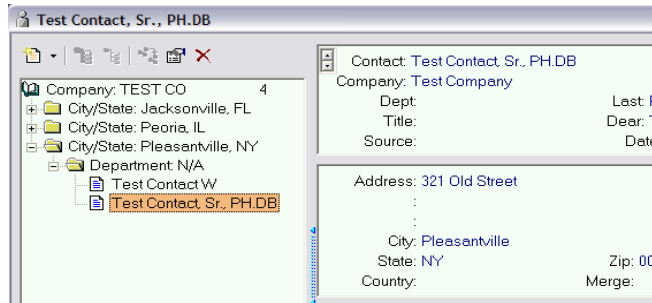 Test Contact, Sr., PH.DB
Company: TEST CO 4
City/State: Jacksonville, FL
City/State: Peoria, IL
City/State: Pleasantville, NY
Department: N/A
Test Contact W
Test Contact, Sr., PH.DB
Contact: Test Contact, Sr., PH.DB
Company: Test Company
Dept: Last:
Title: Dear:
Source:
Address: 321 Old Street
:
:
City: Pleasantville
State: NY Zip: 00
Country: Merge: